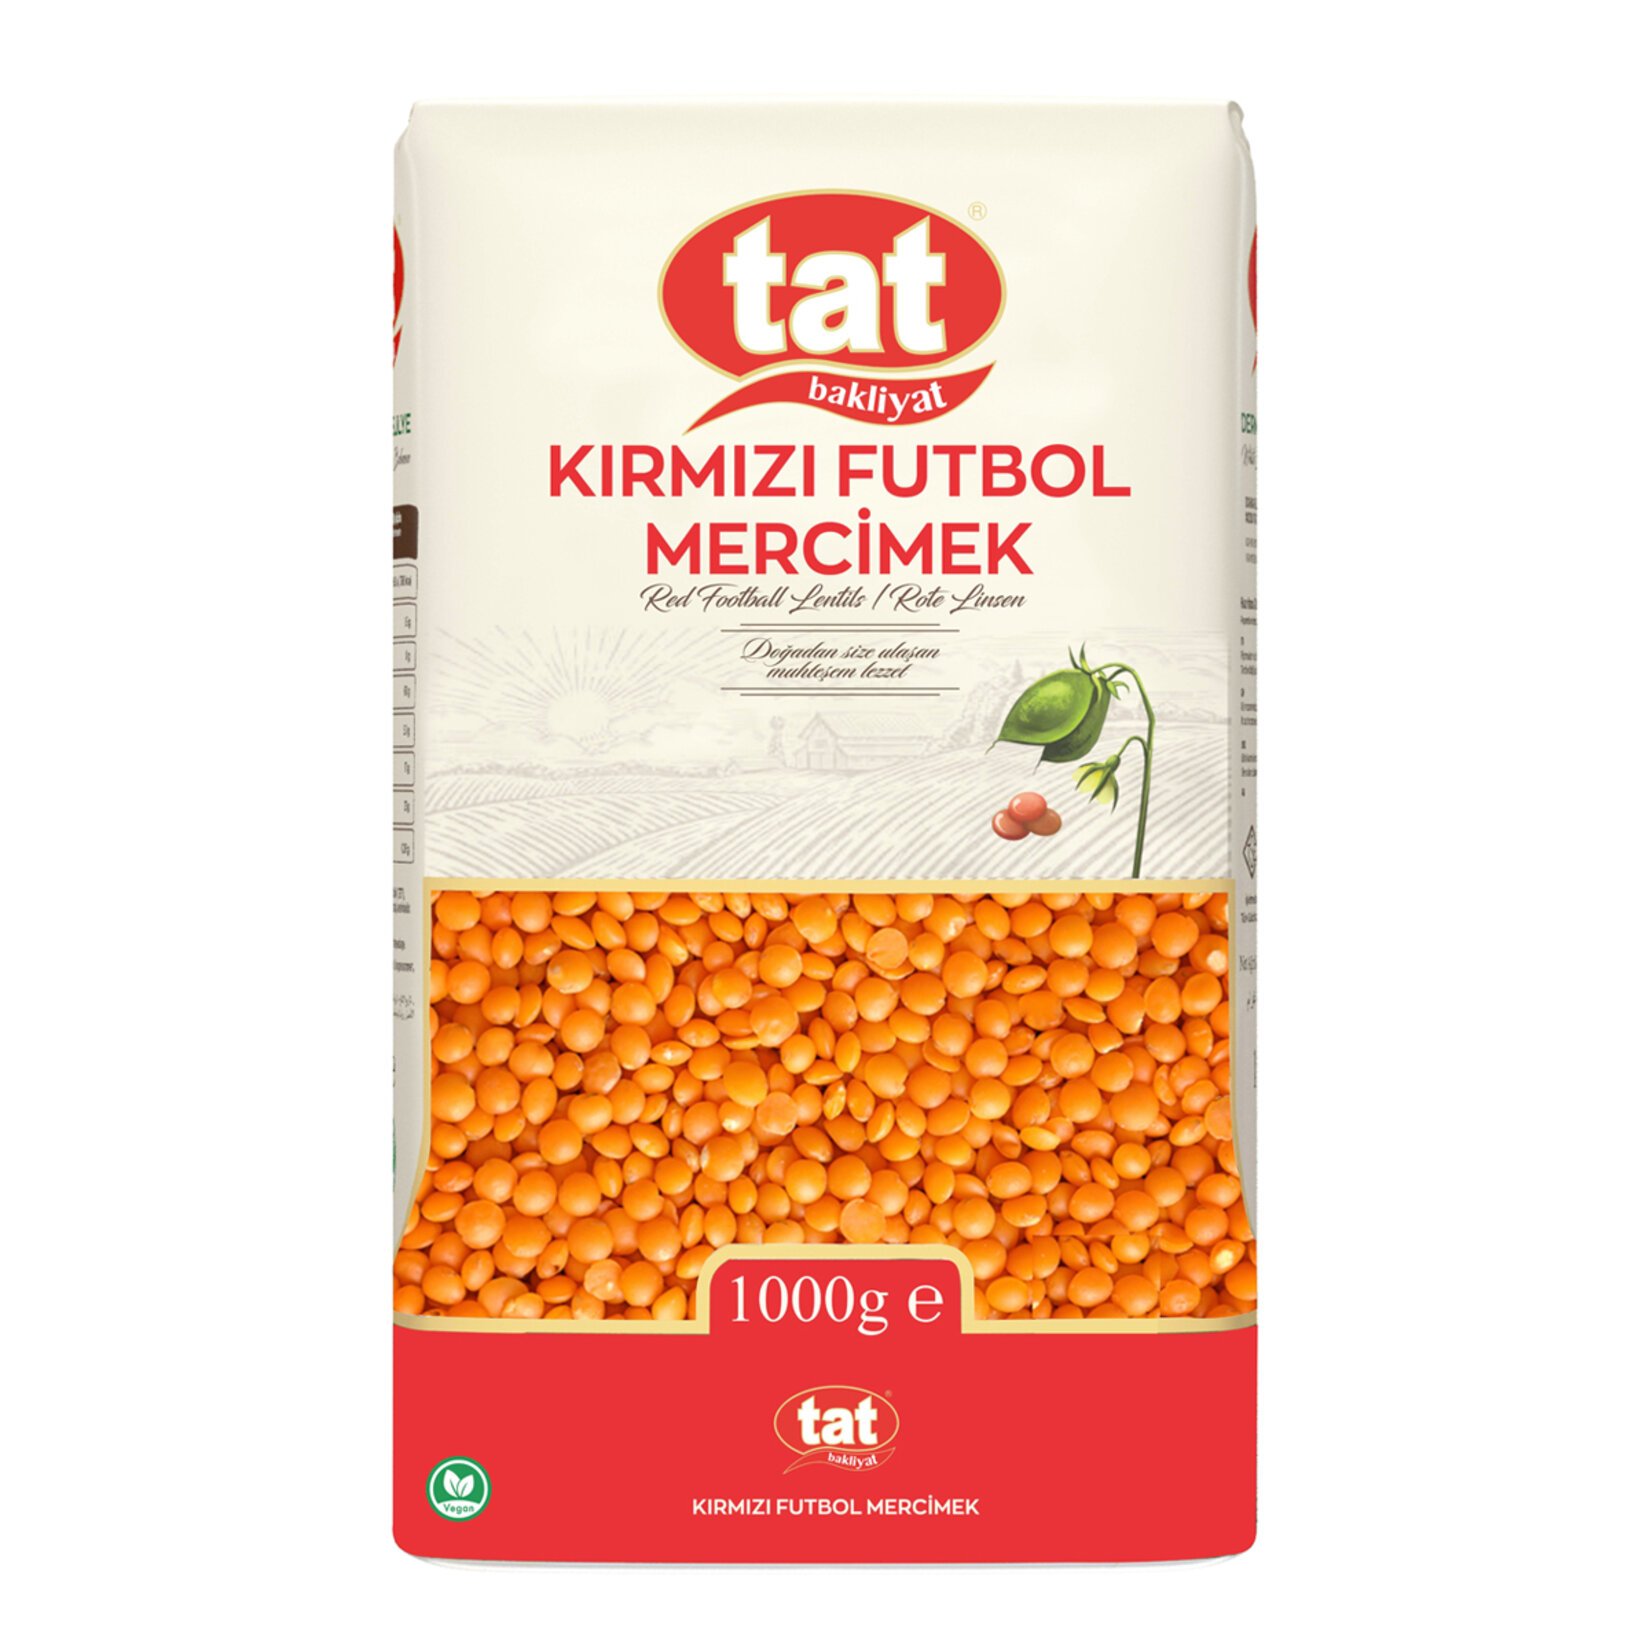 tat
®
bakliyat
KIRMIZI FUTBOL
MERCİMEK
Red Football Lentils / Rote Linsen
Doğadan size ulaşan
muhteşem lezzet
1000g ℮
tat
®
bakliyat
Vegan
KIRMIZI FUTBOL MERCİMEK